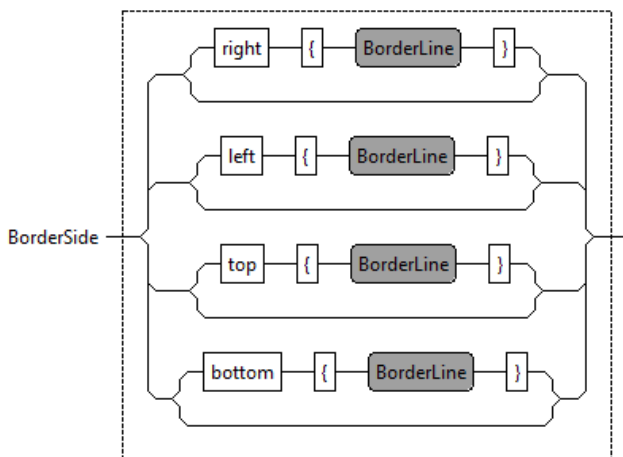 right { BorderLine }
left { BorderLine }
BorderSide
top { BorderLine }
bottom { BorderLine }